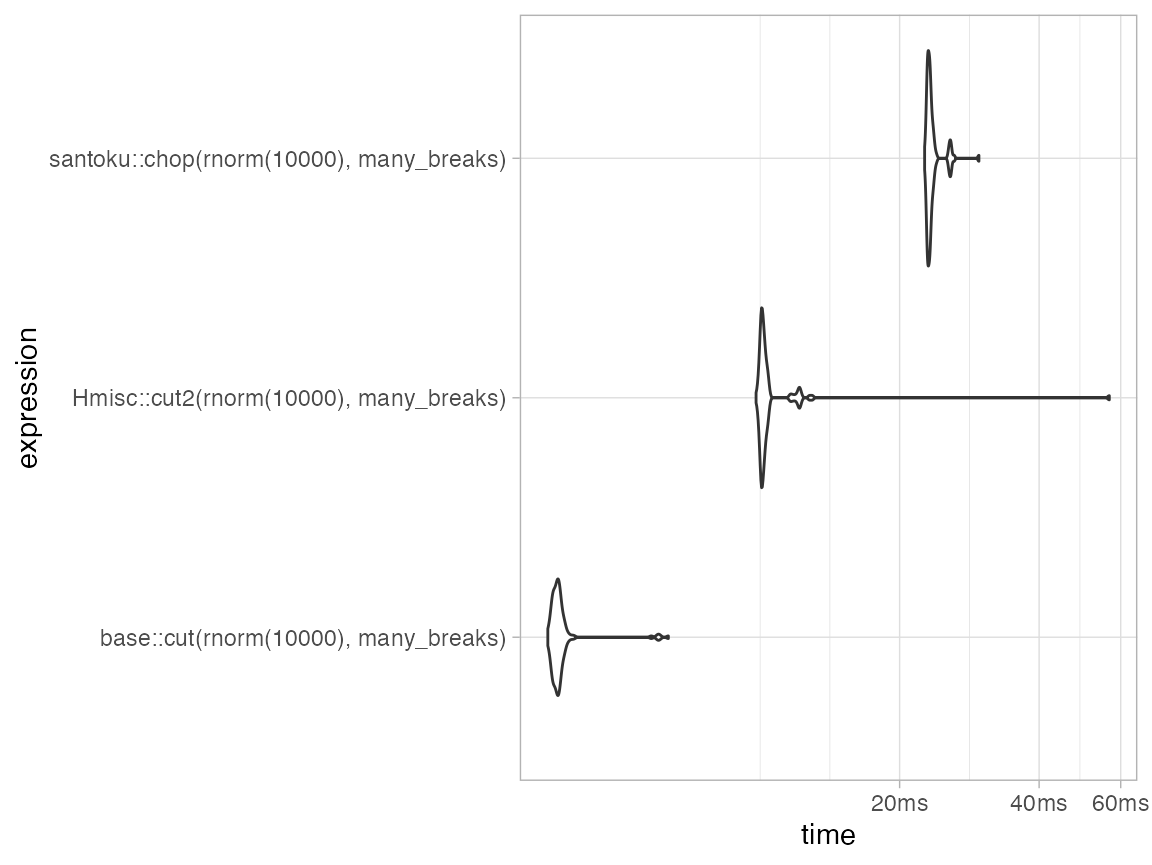 santoku::chop(rnorm(10000), many_breaks)
Hmisc::cut2(rnorm(10000), many_breaks)
base::cut(rnorm(10000), many_breaks)
expression
20ms 40ms 60ms
time